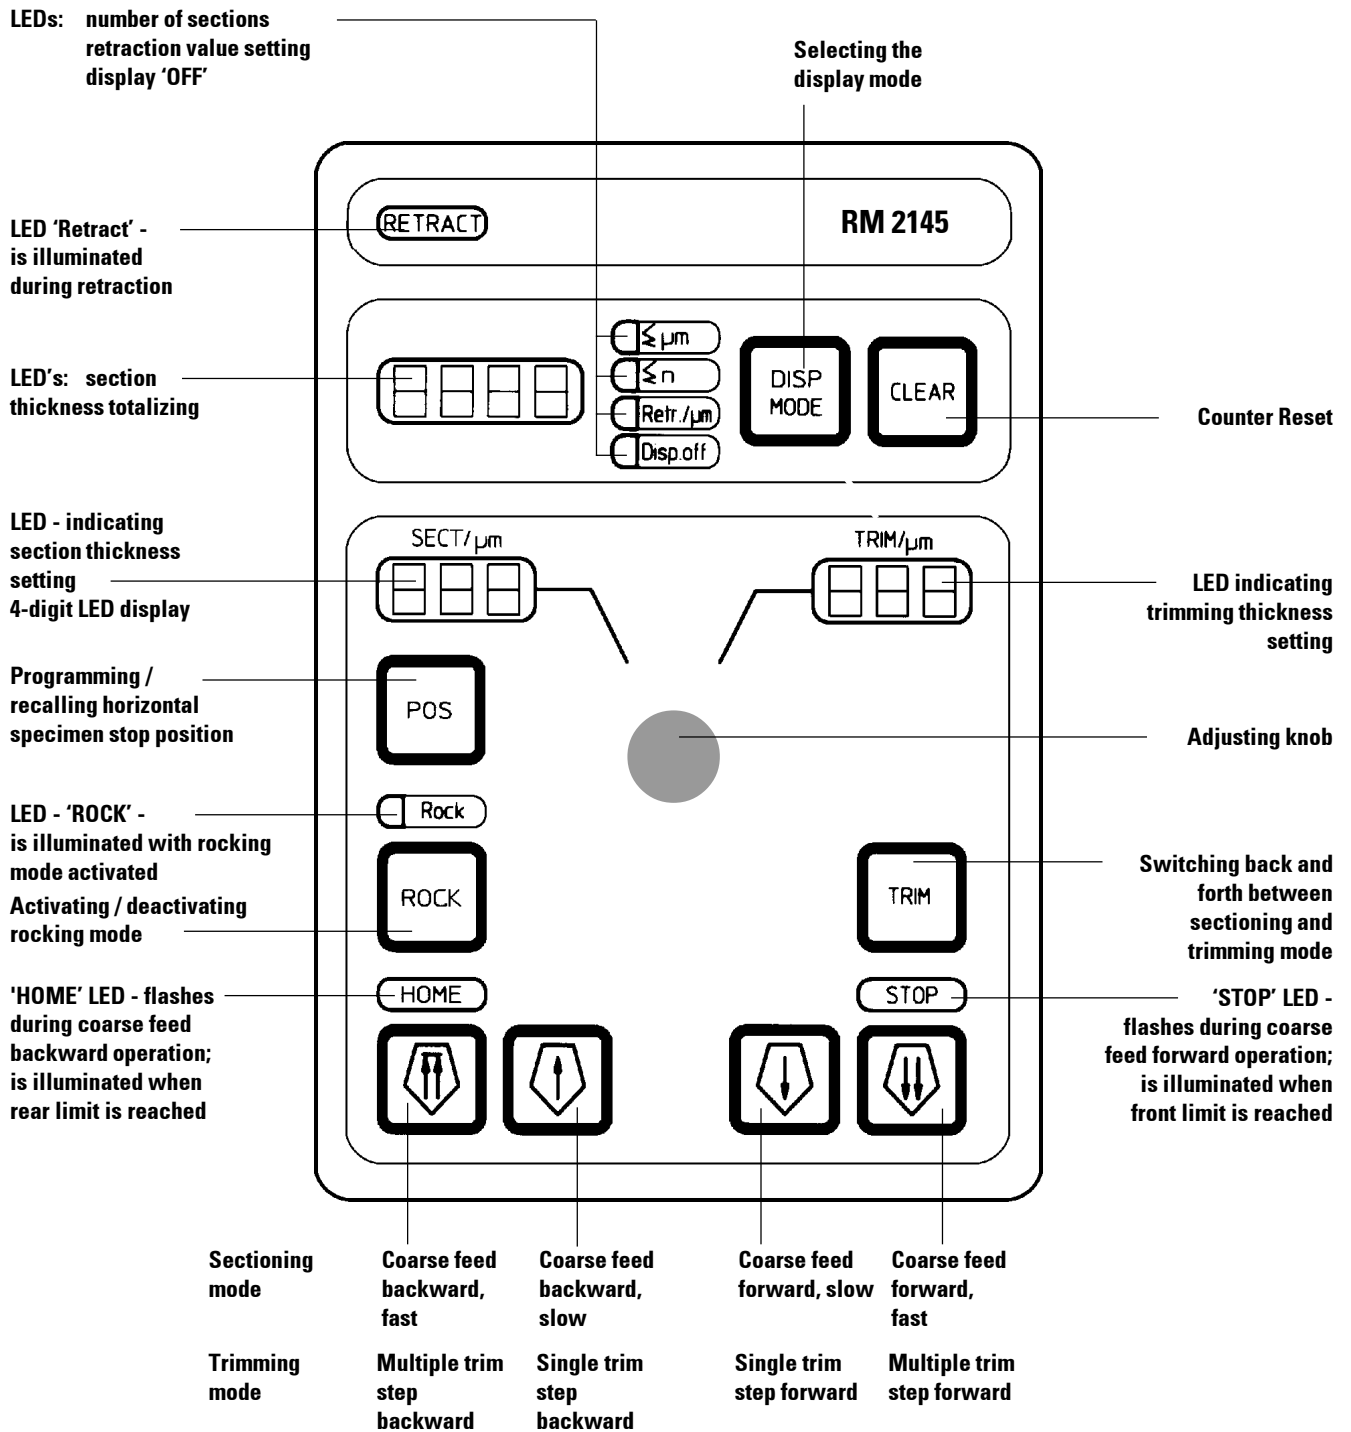 LEDs: number of sections
retraction value setting
display ‘OFF’
Selecting the
display mode
LED ‘Retract’ -
is illuminated
during retraction
RETRACT
RM 2145
LED's: section
thickness totalizing
Σ µm
Σ n
Retr./µm
Disp.off
DISP
MODE
CLEAR
Counter Reset
LED - indicating
section thickness
setting
4-digit LED display
SECT/µm
TRIM/µm
LED indicating
trimming thickness
setting
Programming /
recalling horizontal
specimen stop position
POS
Adjusting knob
LED - ‘ROCK’ -
is illuminated with rocking
mode activated
Rock
Activating / deactivating
rocking mode
ROCK
TRIM
Switching back and
forth between
sectioning and
trimming mode
'HOME’ LED - flashes
during coarse feed
backward operation;
is illuminated when
rear limit is reached
HOME
STOP
‘STOP’ LED -
flashes during coarse
feed forward operation;
is illuminated when
front limit is reached
Sectioning
mode
Coarse feed
backward,
fast
Coarse feed
backward,
slow
Coarse feed
forward, slow
Coarse feed
forward,
fast
Trimming
mode
Multiple trim
step
backward
Single trim
step
backward
Single trim
step forward
Multiple trim
step forward